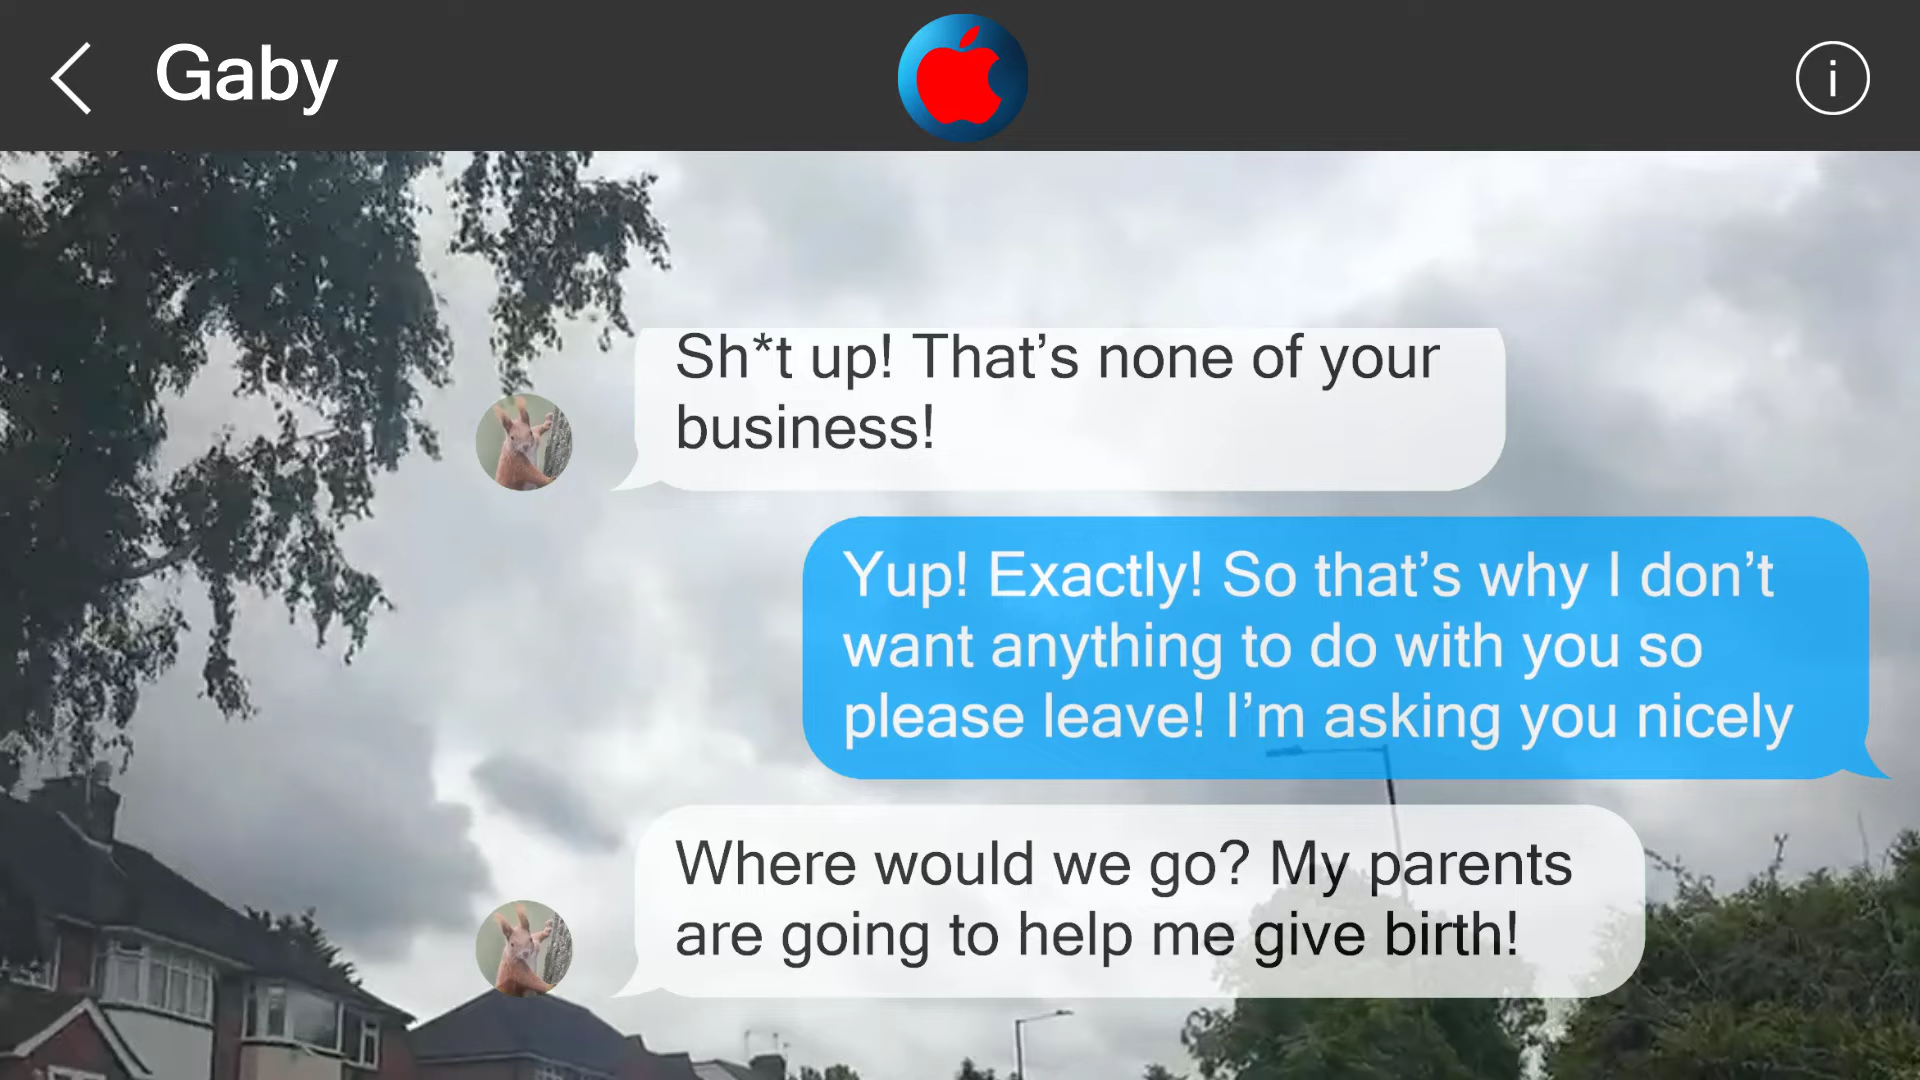 Gaby
i
Sh*t up! That’s none of your
business!
Yup! Exactly! So that’s why I don’t
want anything to do with you so
please leave! I’m asking you nicely
Where would we go? My parents
are going to help me give birth!